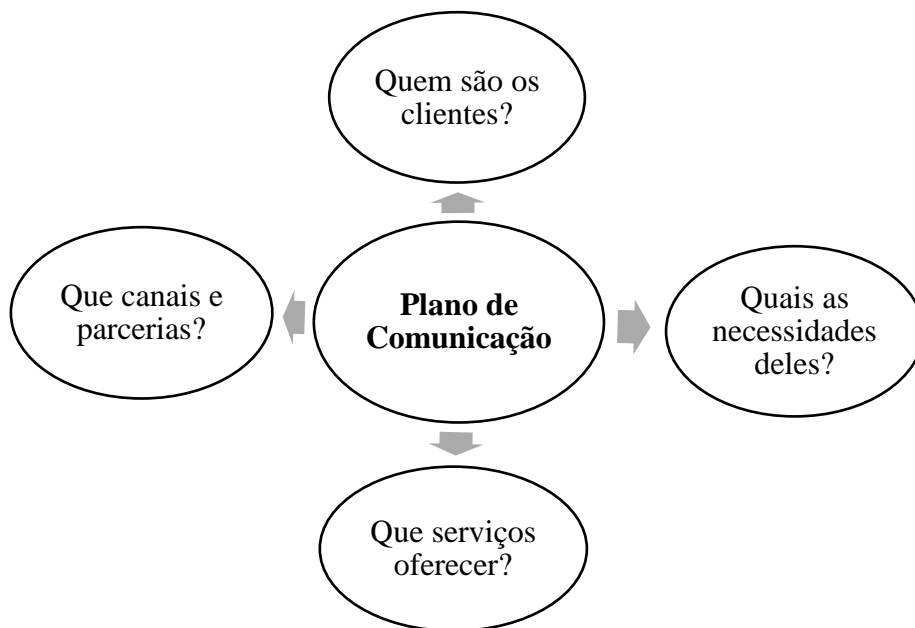 Quem são os
clientes?
Que canais e
parcerias?
Plano de
Comunicação
Quais as
necessidades
deles?
Que serviços
oferecer?